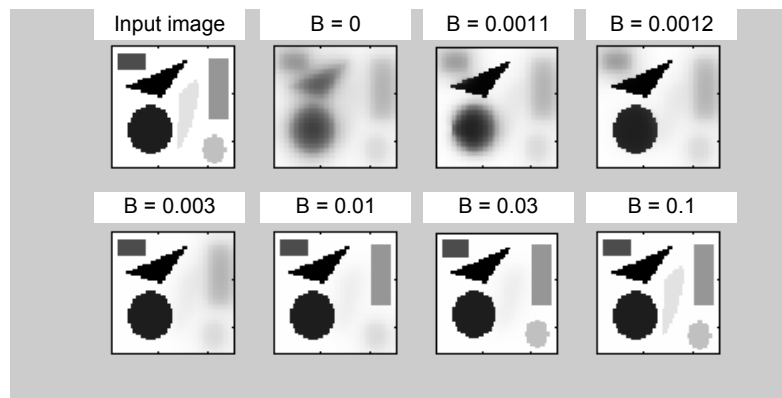 Input image
B = 0
B = 0.0011
B = 0.0012
B = 0.003
B = 0.01
B = 0.03
B = 0.1